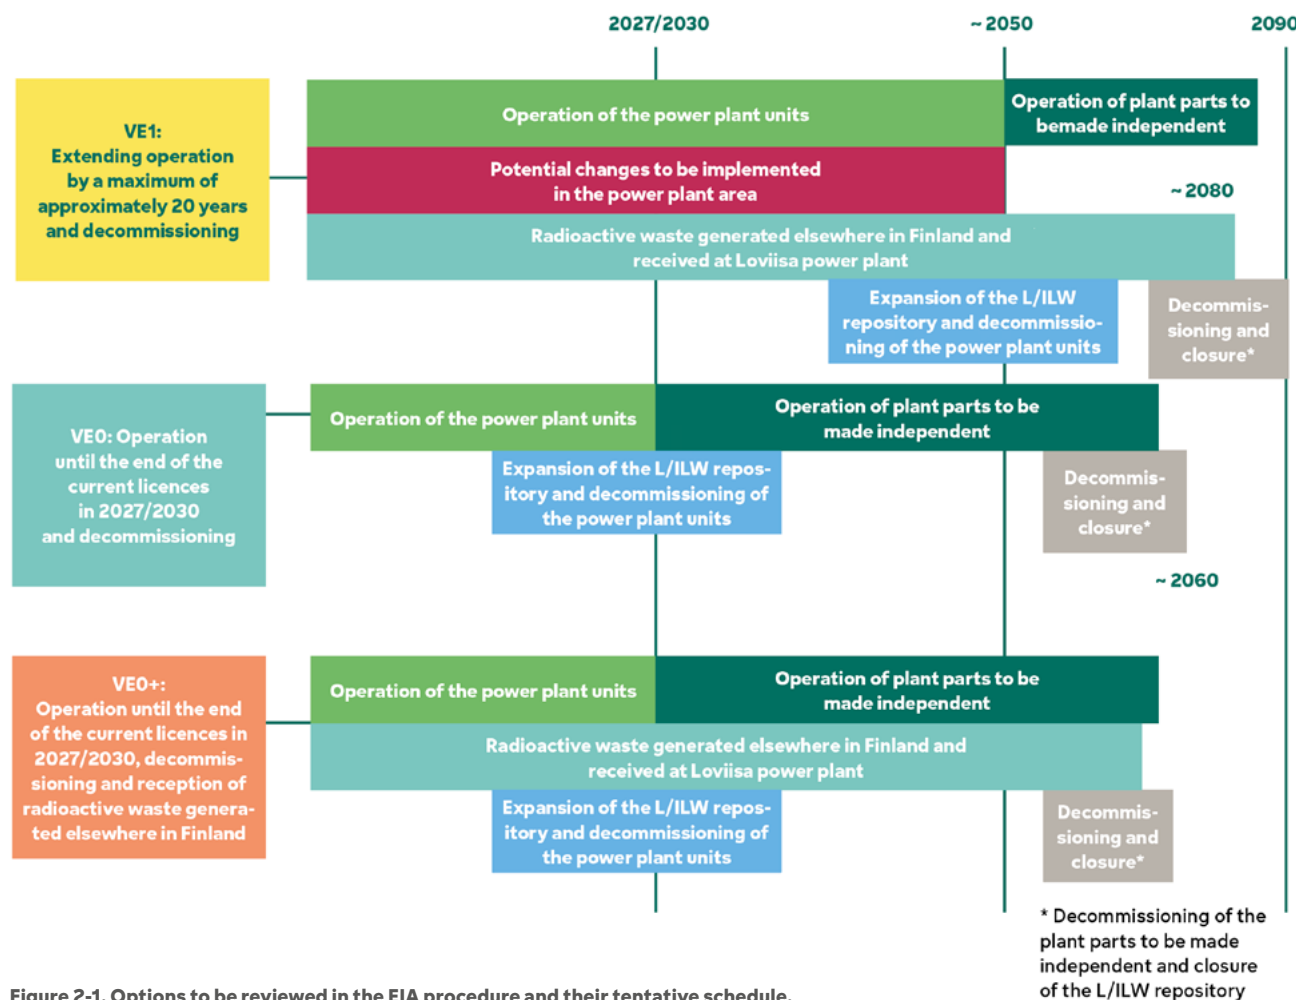 2027/2030
~ 2050
2090
VE1:
Extending operation
by a maximum of
approximately 20 years
and decommissioning
Operation of the power plant units
Operation of plant parts to
bemade independent
Potential changes to be implemented
in the power plant area
~ 2080
Radioactive waste generated elsewhere in Finland and
received at Loviisa power plant
Expansion of the L/ILW
repository and decommissio-
ning of the power plant units
Decommis-
sioning and
closure*
VE0: Operation
until the end of the
current licences
in 2027/2030
and decommissioning
Operation of the power plant units
Operation of plant parts to be
made independent
Expansion of the L/ILW repos-
itory and decommissioning of
the power plant units
Decommis-
sioning and
closure*
~ 2060
VE0+:
Operation until the end
of the current licences in
2027/2030, decommis-
sioning and reception of
radioactive waste genera-
ted elsewhere in Finland
Operation of the power plant units
Operation of plant parts to be
made independent
Radioactive waste generated elsewhere in Finland and
received at Loviisa power plant
Expansion of the L/ILW repos-
itory and decommissioning of
the power plant units
Decommis-
sioning and
closure*
* Decommissioning of the
plant parts to be made
independent and closure
of the L/ILW repository
Figure 2-1. Options to be reviewed in the EIA procedure and their tentative schedule.